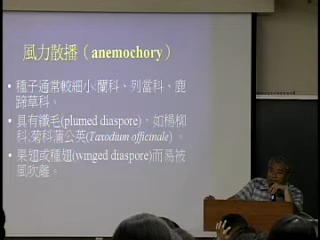 風力散播（anemochory）
• 種子通常較細小.蘭科、列當科、鹿
蹄草科。
• 具有纖毛(plumed diaspore)，如楊柳
科.菊科蒲公英(Taxodium officinale) 。
• 果翅或種翅(winged diaspore)而易被
風吹離。